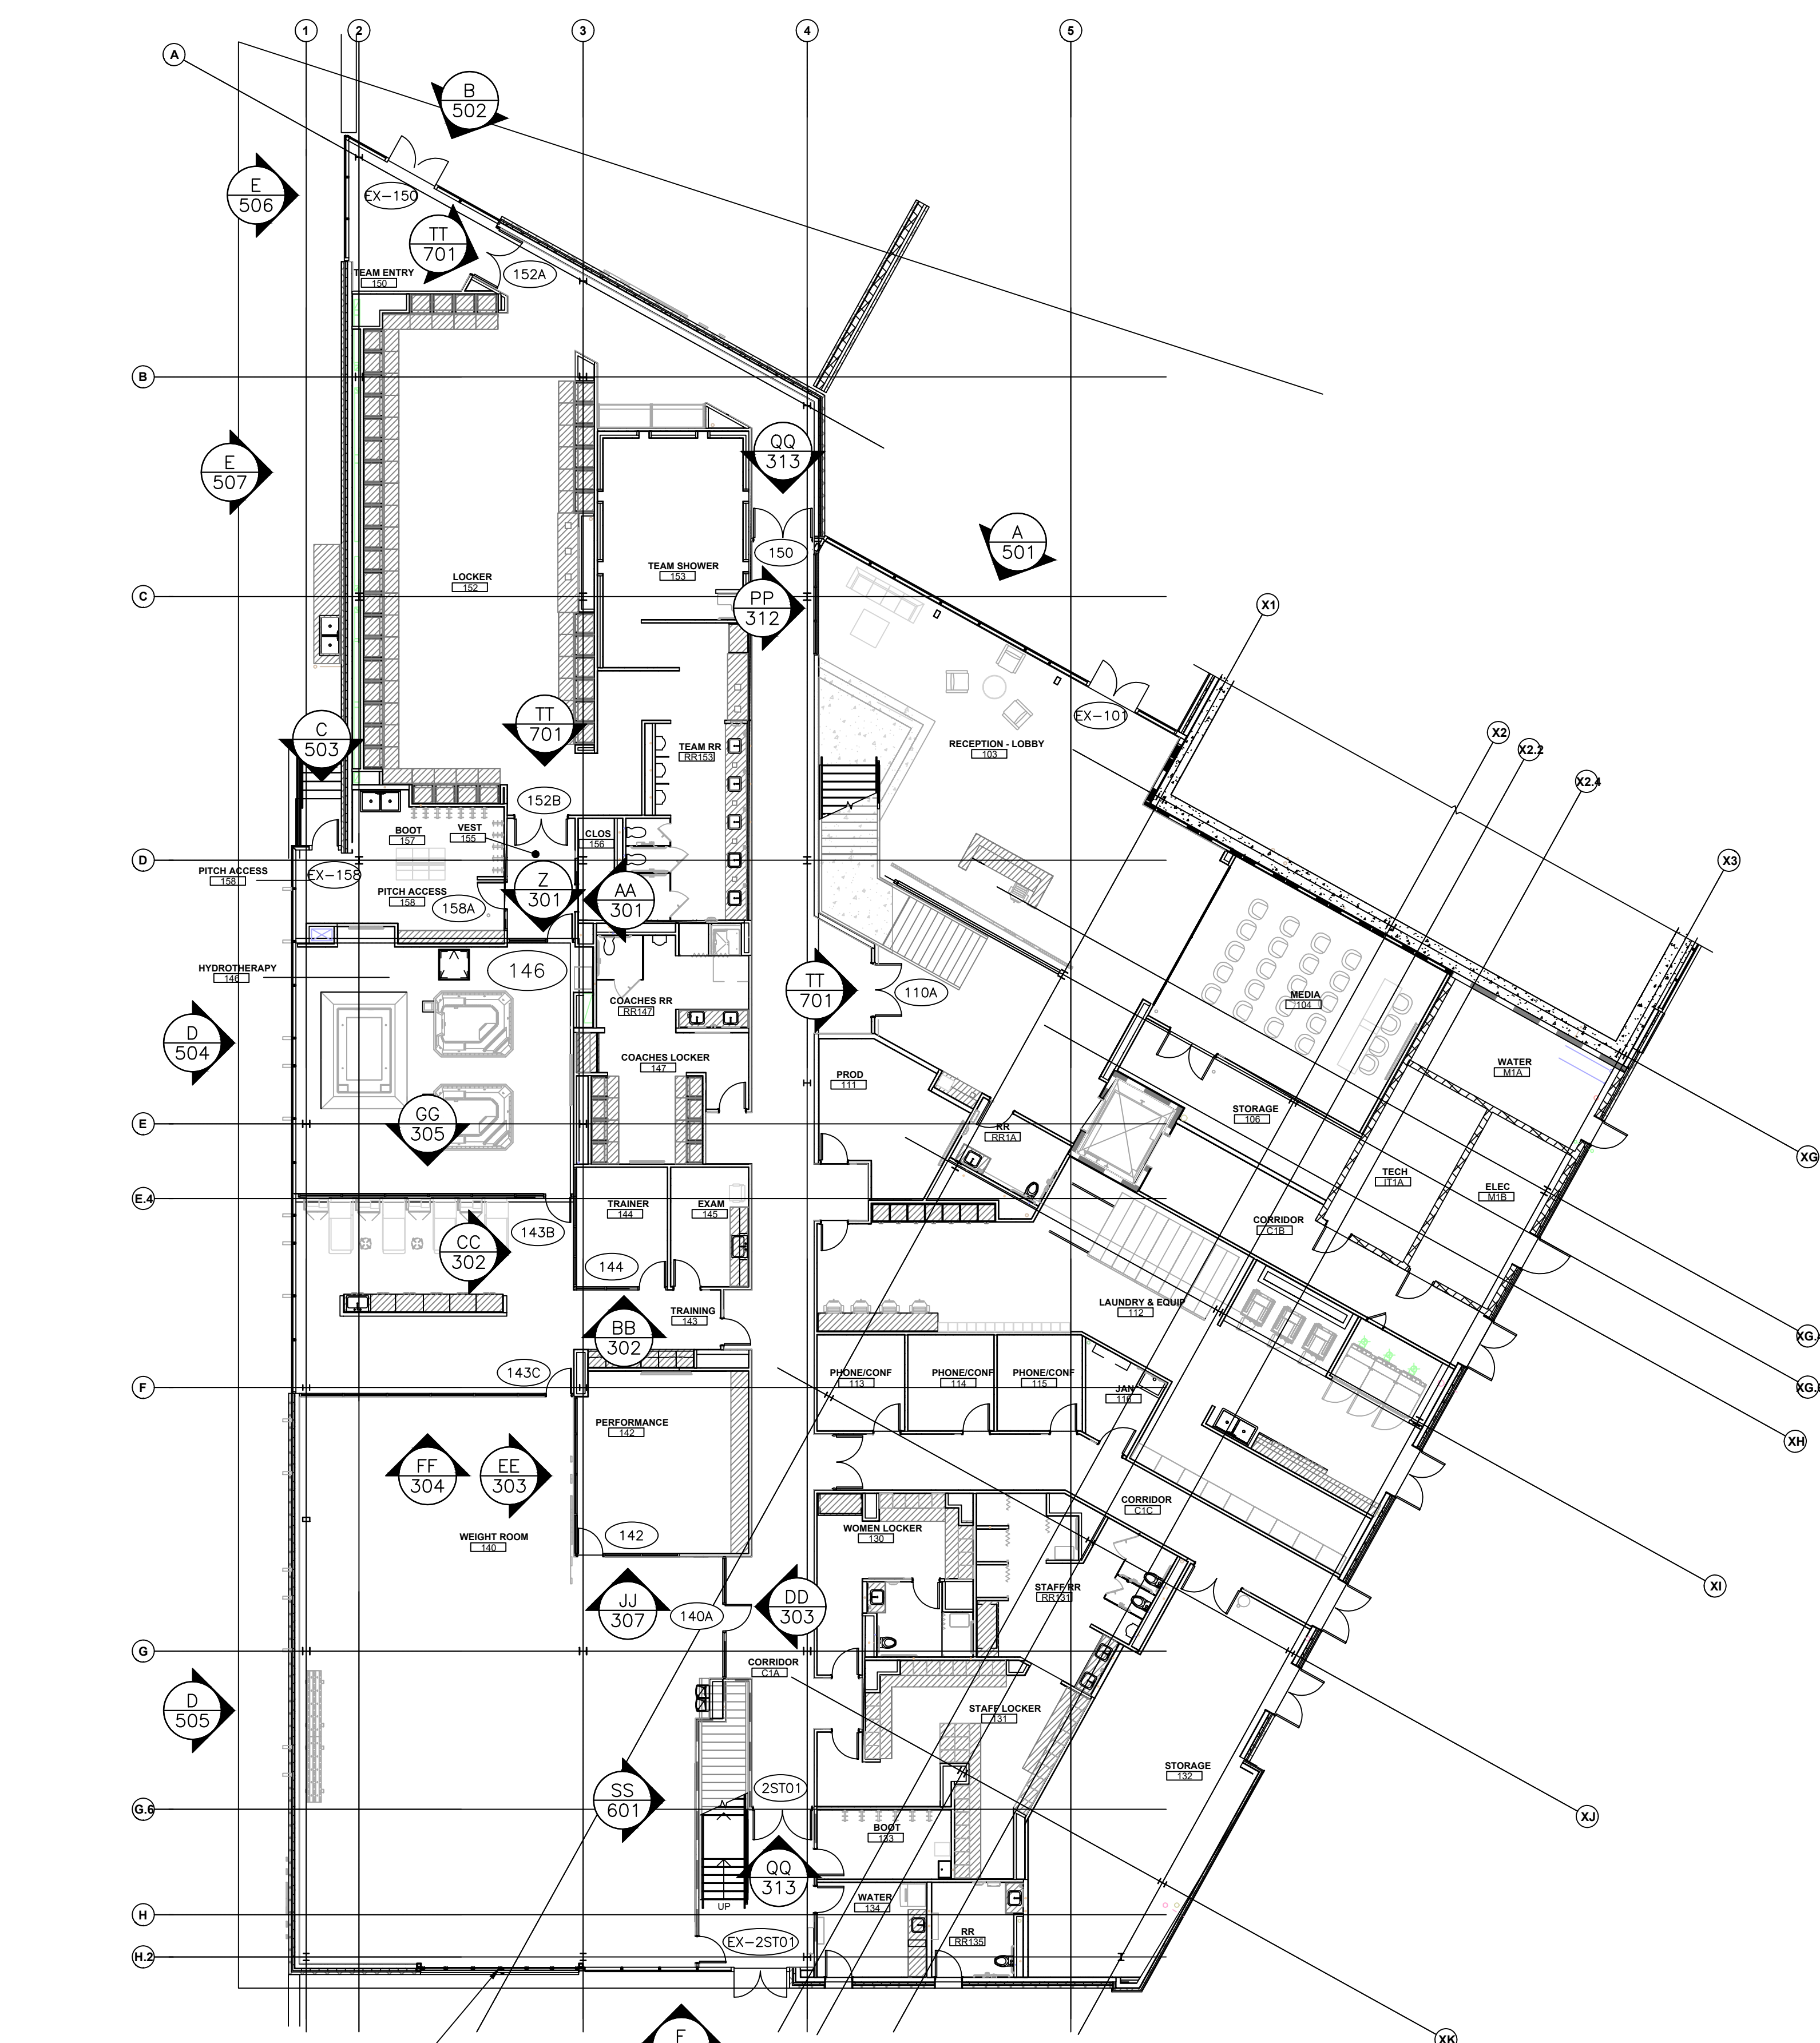 1
2
3
4
5
A
B
502
E
506
EX-150
TT
701
152A
TEAM ENTRY
150
B
QQ
313
E
507
150
A
501
LOCKER
152
TEAM SHOWER
153
C
PP
312
X1
EX-101
C
503
TT
701
TEAM RR
RR153
RECEPTION - LOBBY
103
X2
X2.2
X2.4
152B
BOOT
157
VEST
155
CLOS
156
D
X3
PITCH ACCESS
158
EX-158
PITCH ACCESS
158
158A
Z
301
AA
301
HYDROTHERAPY
146
146
TT
701
110A
COACHES RR
RR147
MEDIA
104
D
504
COACHES LOCKER
147
PROD
111
WATER
M1A
GG
305
E
STORAGE
106
RR
RR1A
XG
TECH
IT1A
ELEC
M1B
E.4
TRAINER
144
EXAM
145
143B
CORRIDOR
C1B
CC
302
144
LAUNDRY & EQUIP
112
TRAINING
143
BB
302
143C
F
PHONE/CONF
113
PHONE/CONF
114
PHONE/CONF
115
JAN
116
PERFORMANCE
142
XH
FF
304
EE
303
CORRIDOR
C1C
142
WEIGHT ROOM
140
WOMEN LOCKER
130
XI
STAFF RR
RR131
JJ
307
140A
DD
303
G
CORRIDOR
C1A
D
505
STAFF LOCKER
131
STORAGE
132
SS
601
2ST01
G.6
XJ
BOOT
133
QQ
313
WATER
134
UP
H
EX-2ST01
RR
RR135
H.2
F
XK